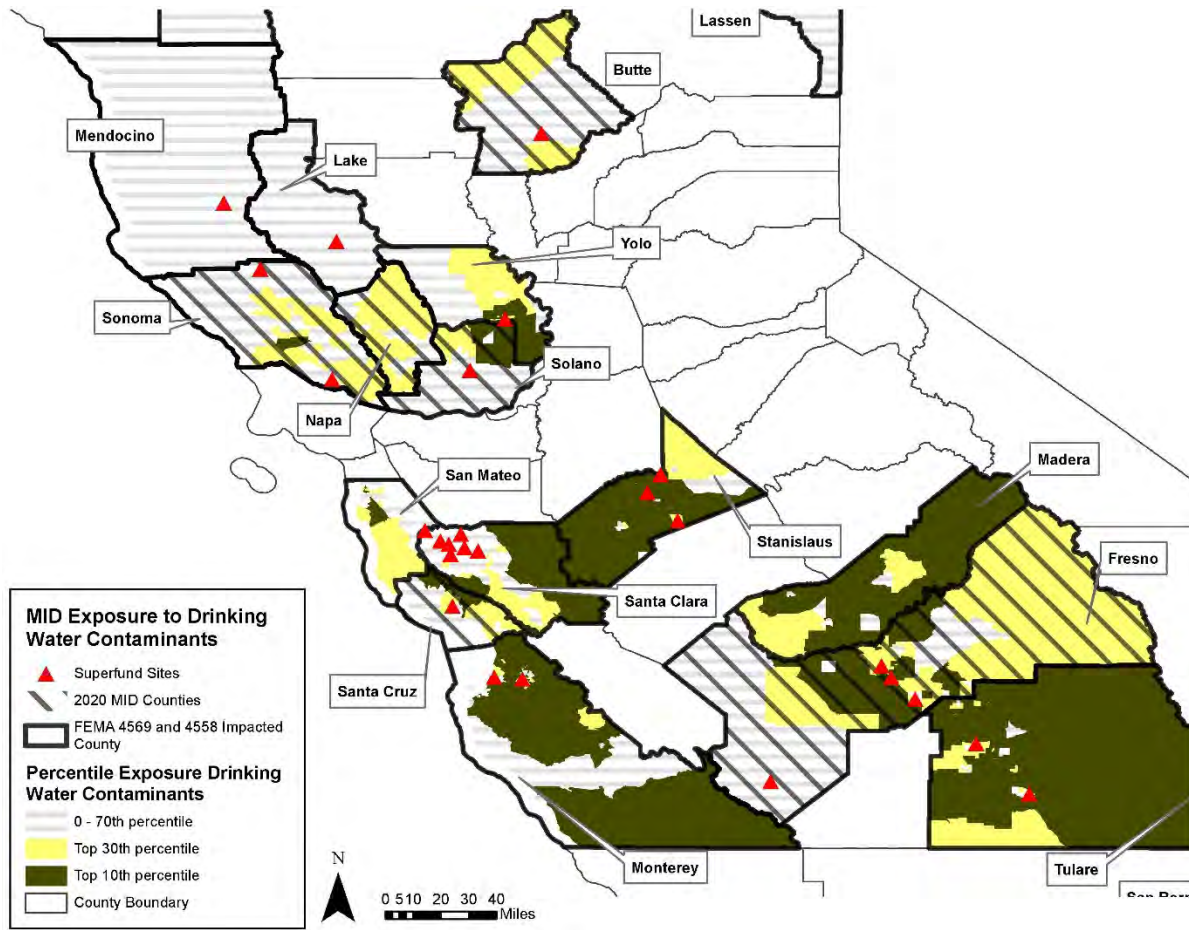 Lassen
Butte
Mendocino
Lake
Yolo
Sonoma
Solano
Napa
San Mateo
Madera
Stanislaus
Fresno
Santa Clara
Santa Cruz
Monterey
Tulare
MID Exposure to Drinking
Water Contaminants
Superfund Sites
2020 MID Counties
FEMA 4569 and 4558 Impacted
County
Percentile Exposure Drinking
Water Contaminants
0 - 70th percentile
Top 30th percentile
Top 10th percentile
County Boundary
N
0 5 10 20 30 40
Miles